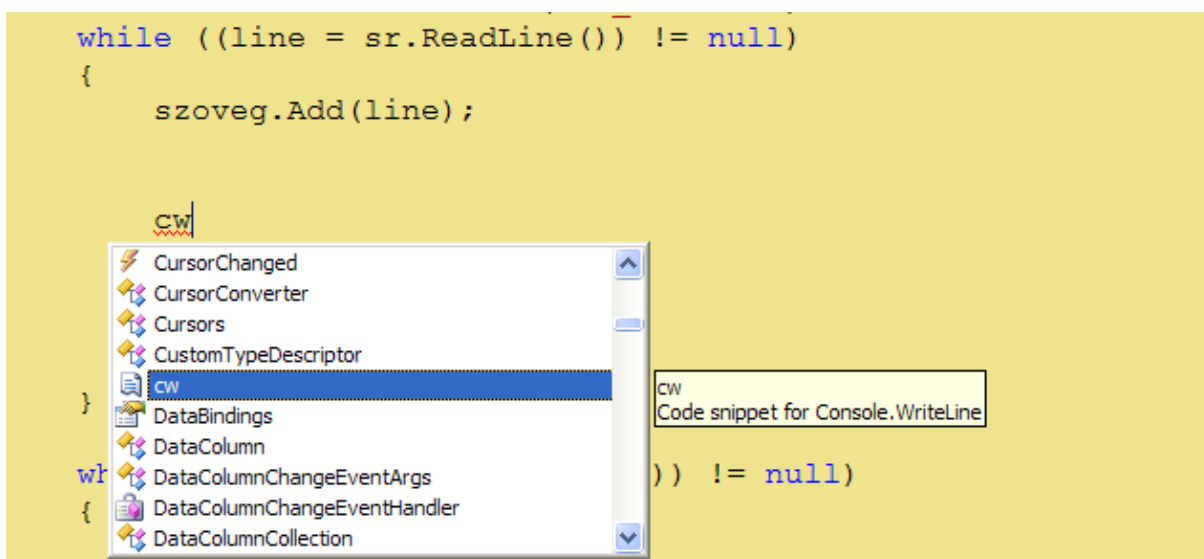 while ((line = sr.ReadLine()) != null)
{
szoveg.Add(line);
cw
CursorChanged
CursorConverter
Cursors
CustomTypeDescriptor
cw
cw
Code snippet for Console.WriteLine
}
DataBindings
DataColumn
wh DataColumnChangeEventArgs )) != null)
{ DataColumnChangeEventHandler
DataColumnCollection